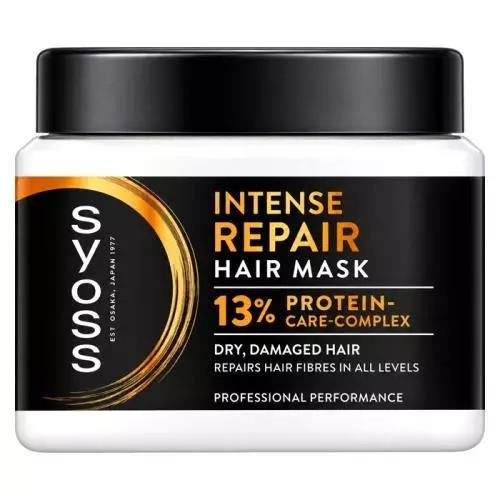 syoss
EST OSAKA, JAPAN 1977
INTENSE
REPAIR
HAIR MASK
13% PROTEIN-
CARE-COMPLEX
DRY, DAMAGED HAIR
REPAIRS HAIR FIBRES IN ALL LEVELS
PROFESSIONAL PERFORMANCE